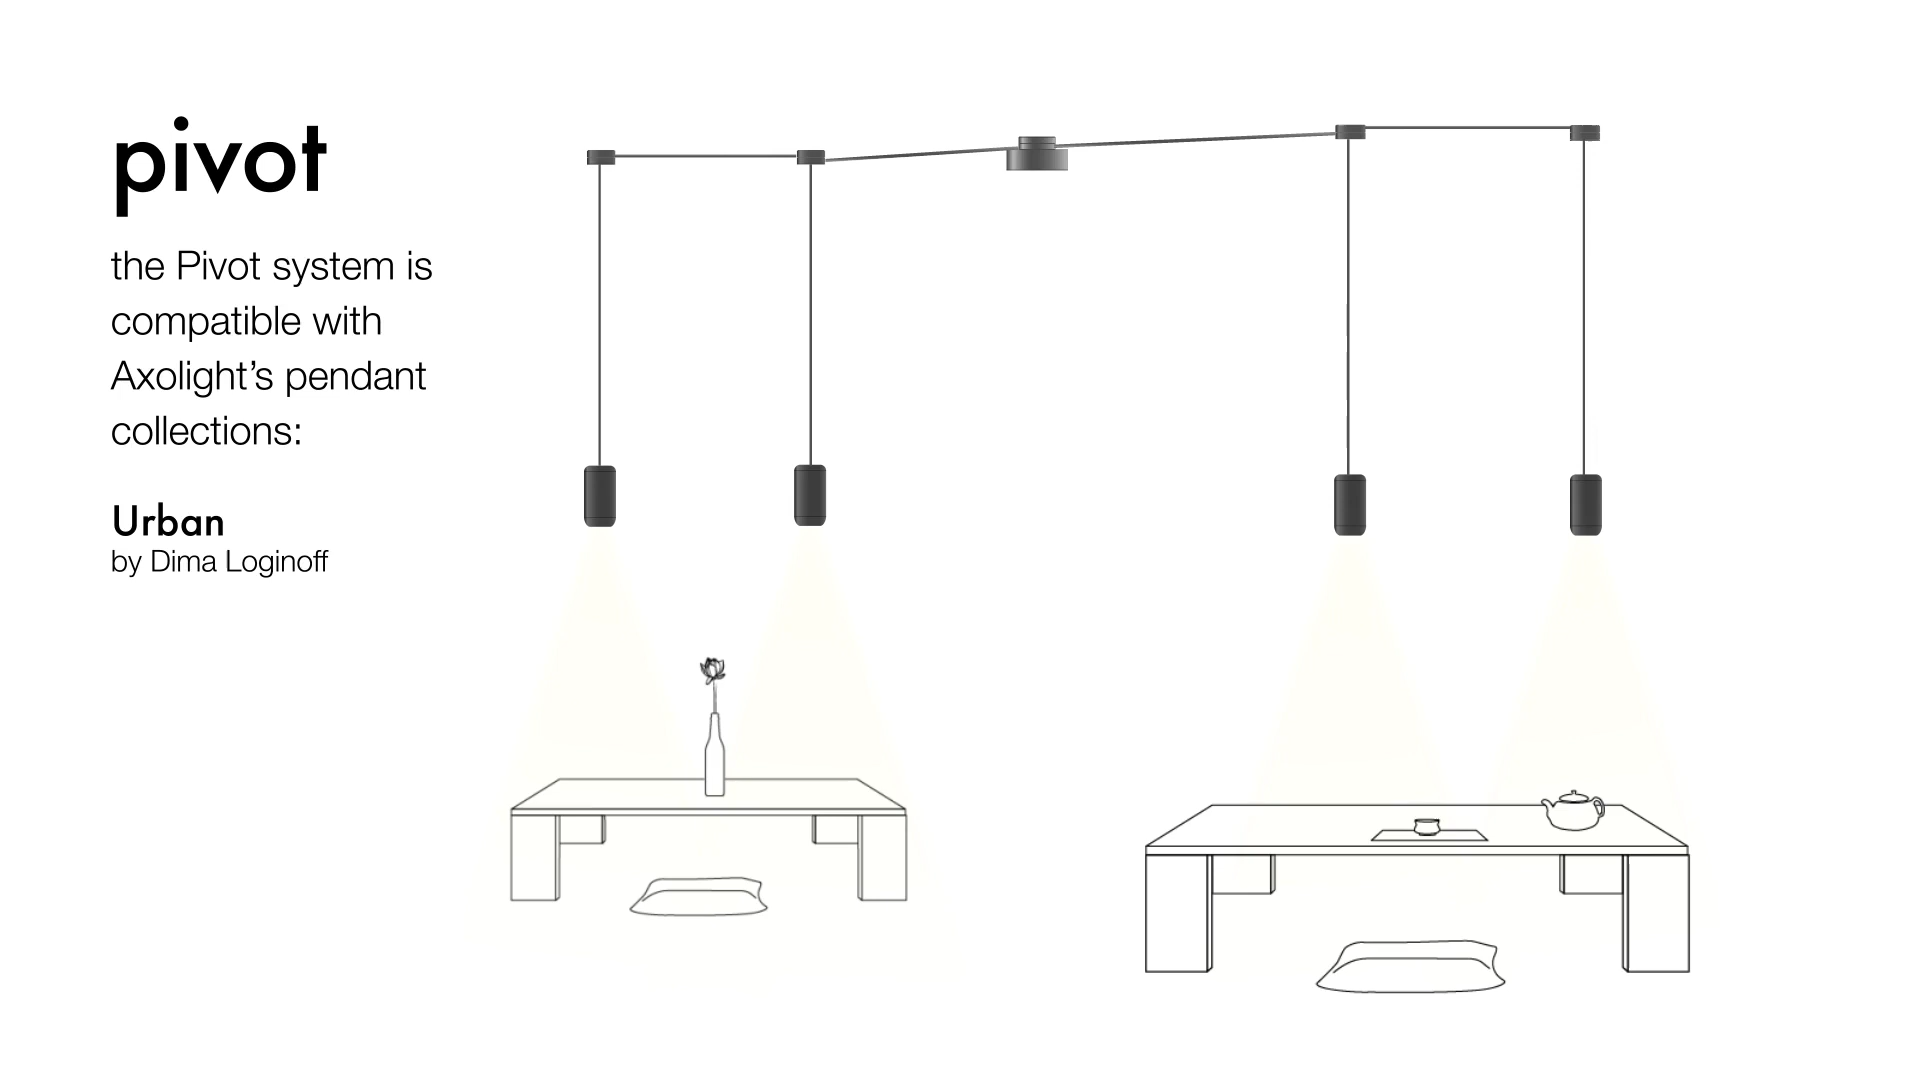 pivot
the Pivot system is
compatible with
Axolight’s pendant
collections:
Urban
by Dima Loginoff